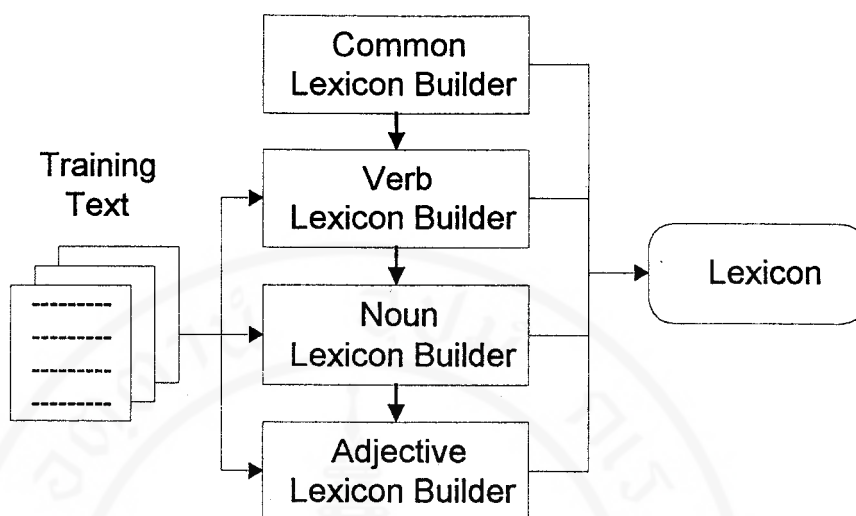 Common
Lexicon Builder
Training
Text
Verb
Lexicon Builder
Lexicon
Noun
Lexicon Builder
Adjective
Lexicon Builder